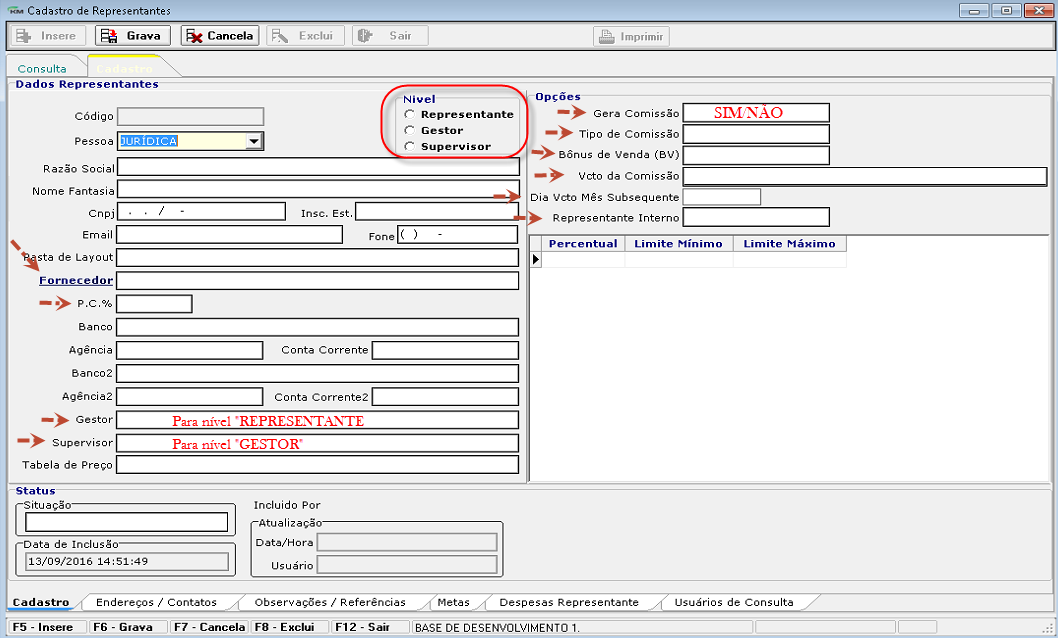 KM Cadastro de Representantes
Insere Grava Cancela Exclui Sair Imprimir
Consulta Cadastro
Dados Representantes
Código
Pessoa JURÍDICA
Nivel
Representante
Gestor
Supervisor
Razão Social
Nome Fantasia
Cnpj . . / - Insc. Est.
Email Fone ( ) -
Pasta de Layout
Fornecedor
P.C.%
Banco
Agência Conta Corrente
Banco2
Agência2 Conta Corrente2
Gestor Para nível "REPRESENTANTE
Supervisor Para nível "GESTOR"
Tabela de Preço
Opções
Gera Comissão SIM/NÃO
Tipo de Comissão
Bônus de Venda (BV)
Vcto da Comissão
Dia Vcto Mês Subsequente
Representante Interno
Percentual Limite Mínimo Limite Máximo
Status
Situação
Data de Inclusão
13/09/2016 14:51:49
Incluido Por
Atualização
Data/Hora
Usuário
Cadastro Endereços / Contatos Observações / Referências Metas Despesas Representante Usuários de Consulta
F5 - Insere F6 - Grava F7 - Cancela F8 - Exclui F12 - Sair BASE DE DESENVOLVIMENTO 1.